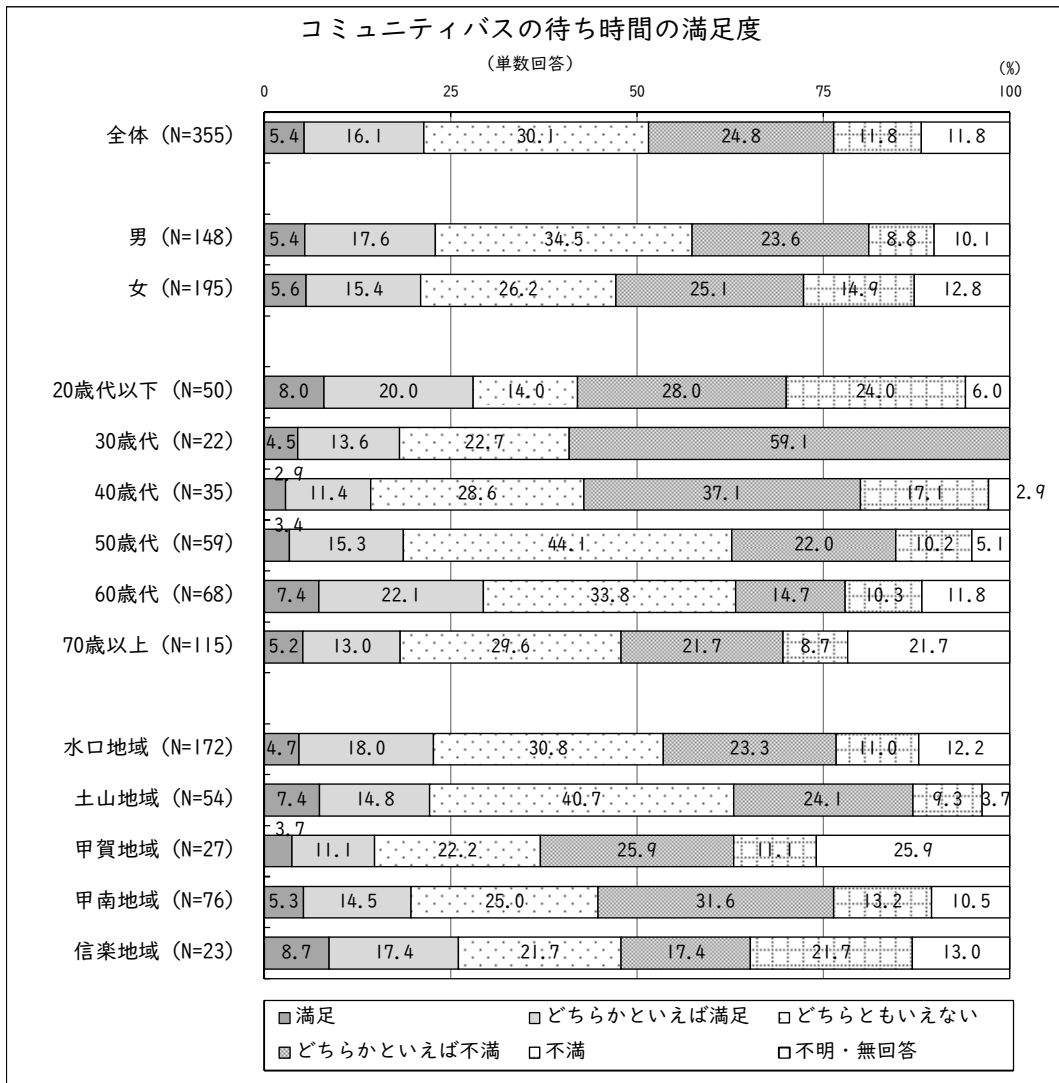 コミュニティバスの待ち時間の満足度
(単数回答)
(%)
0 25 50 75 100
全体 (N=355) 5.4 16.1 30.1 24.8 11.8 11.8
男 (N=148) 5.4 17.6 34.5 23.6 8.8 10.1
女 (N=195) 5.6 15.4 26.2 25.1 14.9 12.8
20歳代以下 (N=50) 8.0 20.0 14.0 28.0 24.0 6.0
30歳代 (N=22) 4.5 13.6 22.7 59.1
40歳代 (N=35) 2.9 11.4 28.6 37.1 17.1 2.9
50歳代 (N=59) 3.4 15.3 44.1 22.0 10.2 5.1
60歳代 (N=68) 7.4 22.1 33.8 14.7 10.3 11.8
70歳以上 (N=115) 5.2 13.0 29.6 21.7 8.7 21.7
水口地域 (N=172) 4.7 18.0 30.8 23.3 11.0 12.2
土山地域 (N=54) 7.4 14.8 40.7 24.1 9.3 3.7
甲賀地域 (N=27) 3.7 11.1 22.2 25.9 11.1 25.9
甲南地域 (N=76) 5.3 14.5 25.0 31.6 13.2 10.5
信楽地域 (N=23) 8.7 17.4 21.7 17.4 21.7 13.0
満足 どちらかといえば満足 どちらともいえない
どちらかといえば不満 不満 不明・無回答